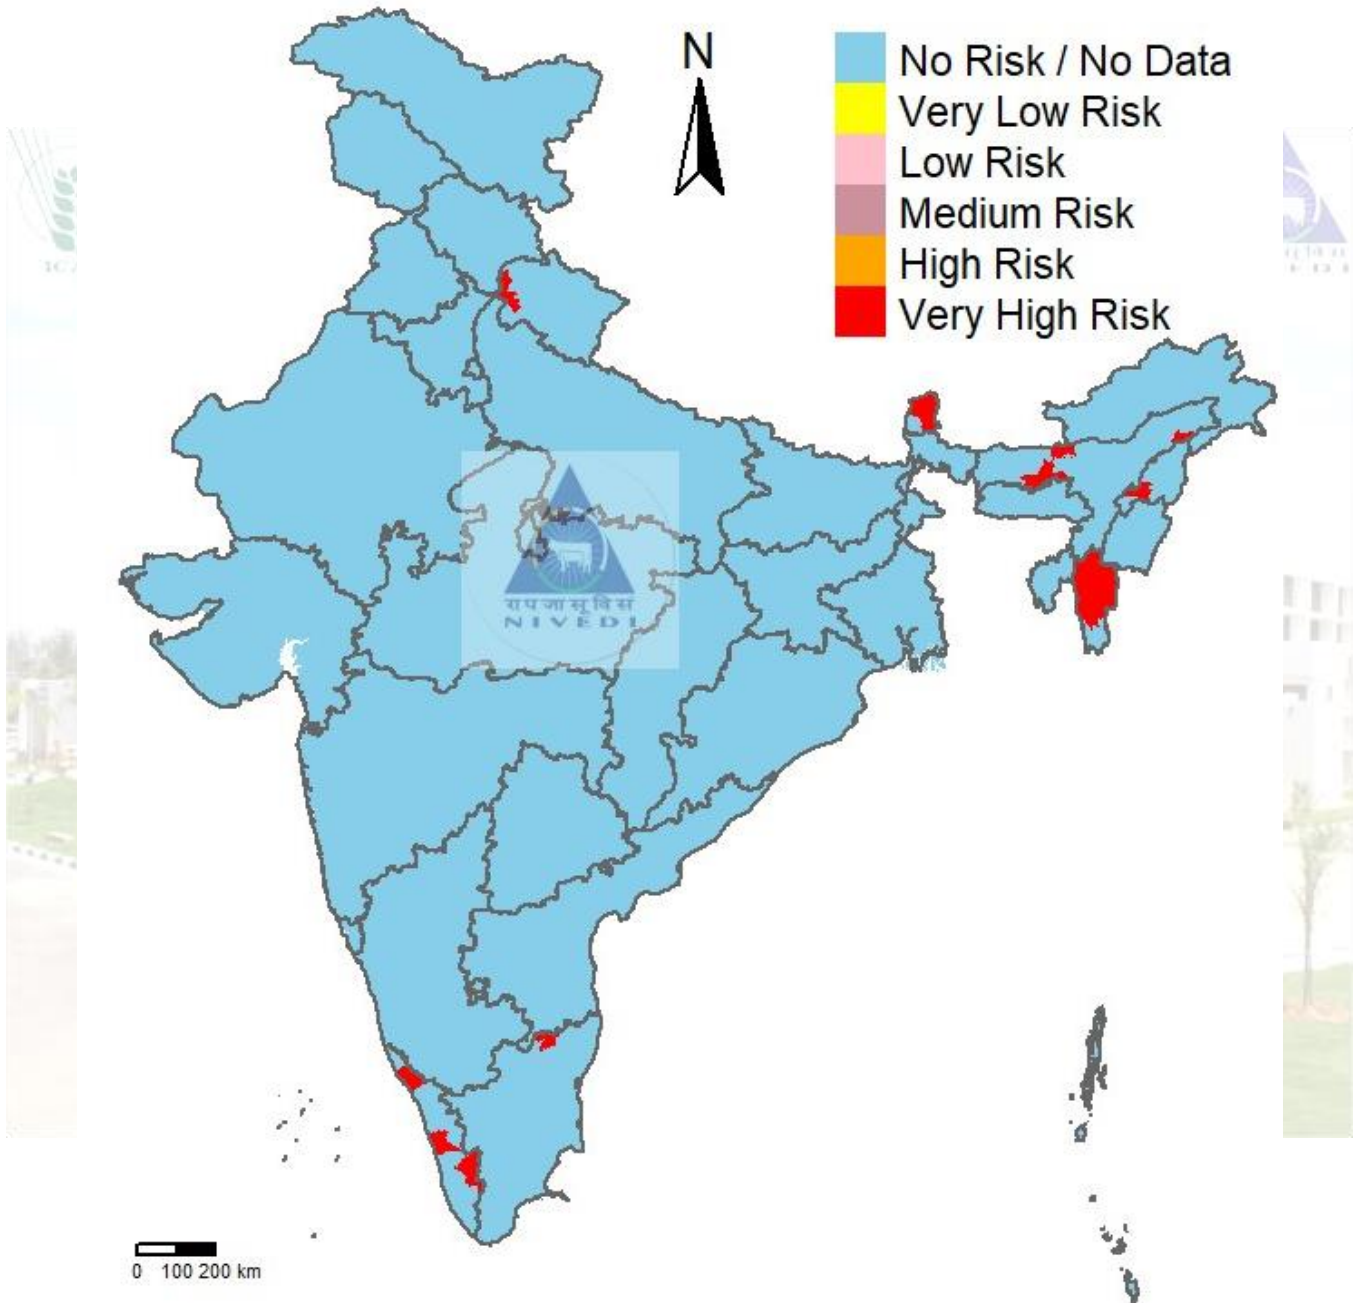 N
No Risk / No Data
Very Low Risk
Low Risk
Medium Risk
High Risk
Very High Risk
रापजासूविसं
NIVEDI
0 100 200 km